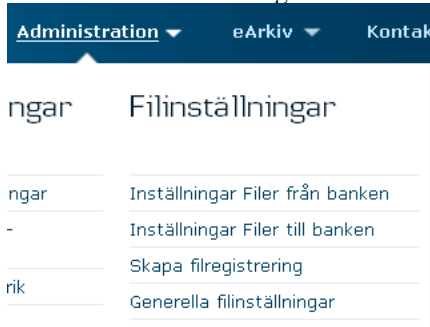 Administration eArkiv Kontak
ngar Filinställningar
ngar Inställningar Filer från banken
- Inställningar Filer till banken
Skapa filregistrering
rik
Generella filinställningar